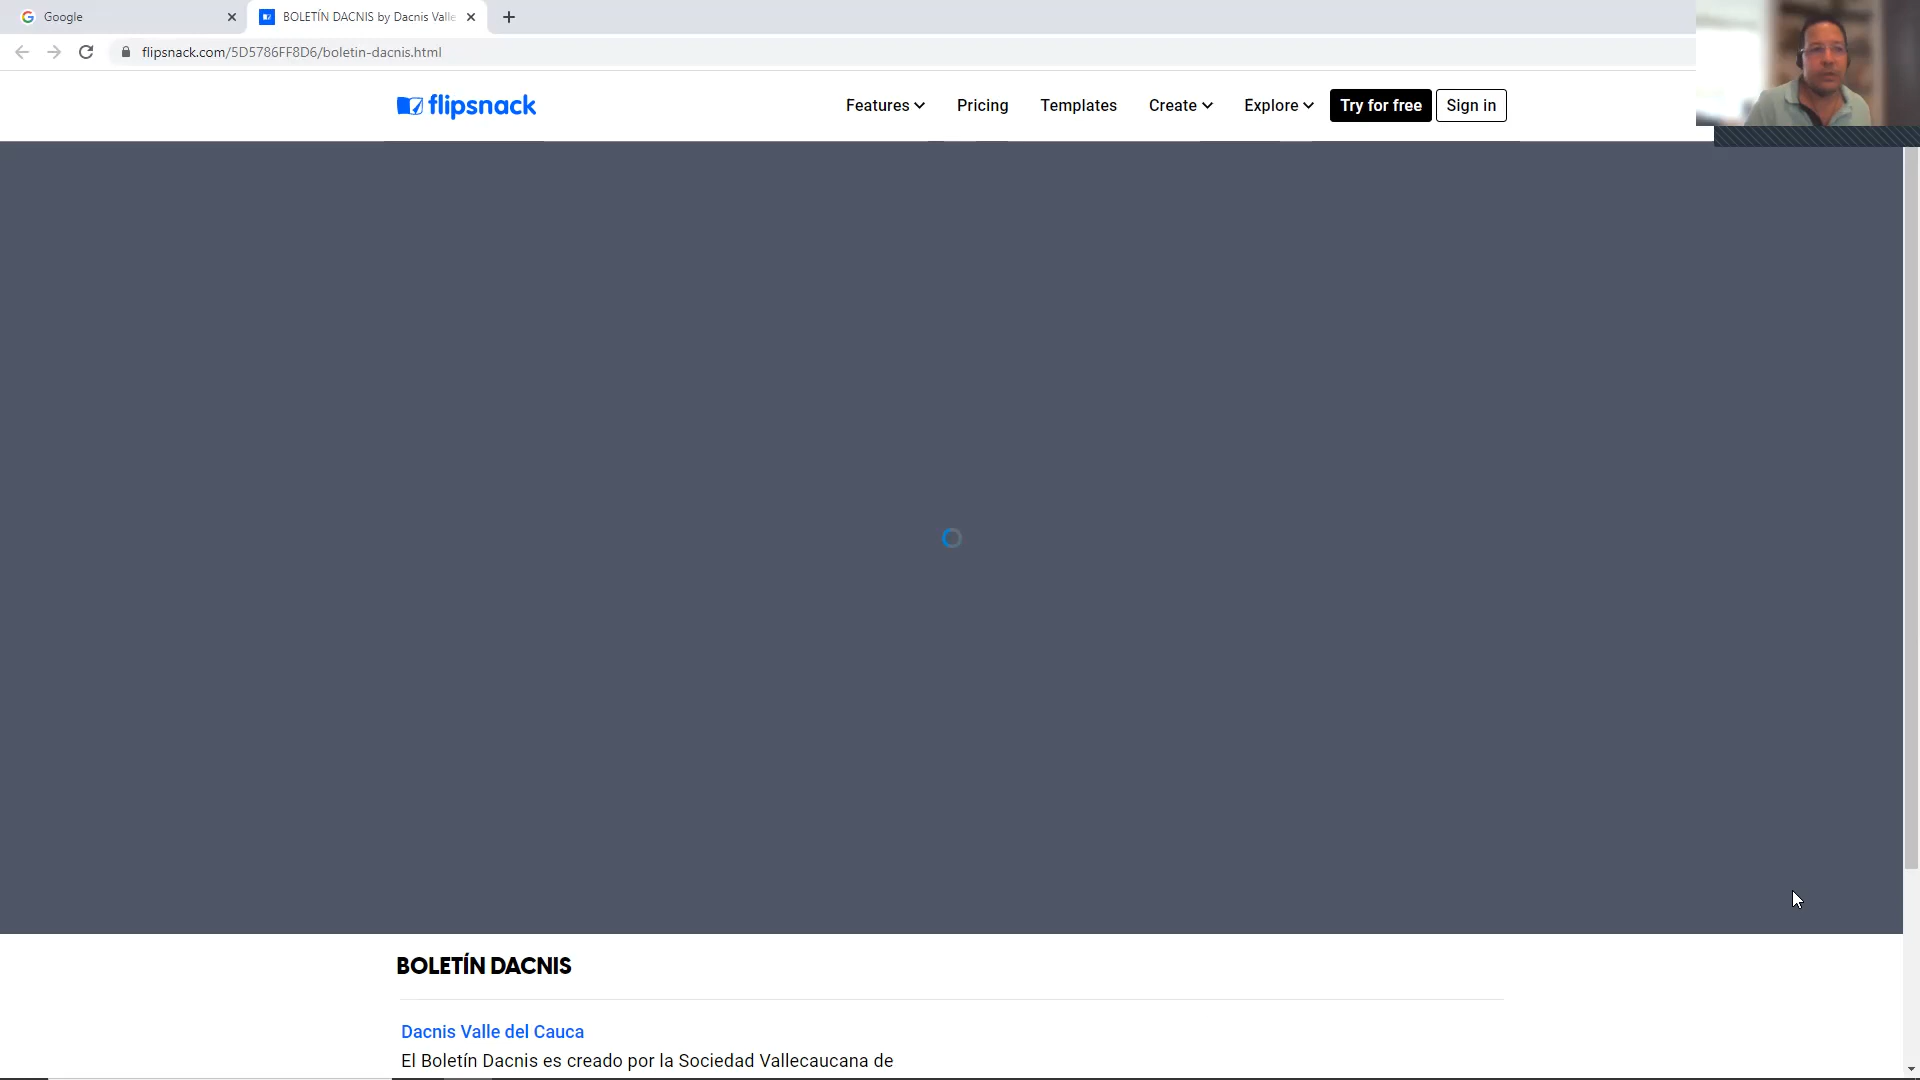 Google
BOLETÍN DACNIS by Dacnis Valle
flipsnack.com/5D5786FF8D6/boletin-dacnis.html
flipsnack
Features
Pricing
Templates
Create
Explore
Try for free
Sign in
BOLETÍN DACNIS
Dacnis Valle del Cauca
El Boletín Dacnis es creado por la Sociedad Vallecaucana de